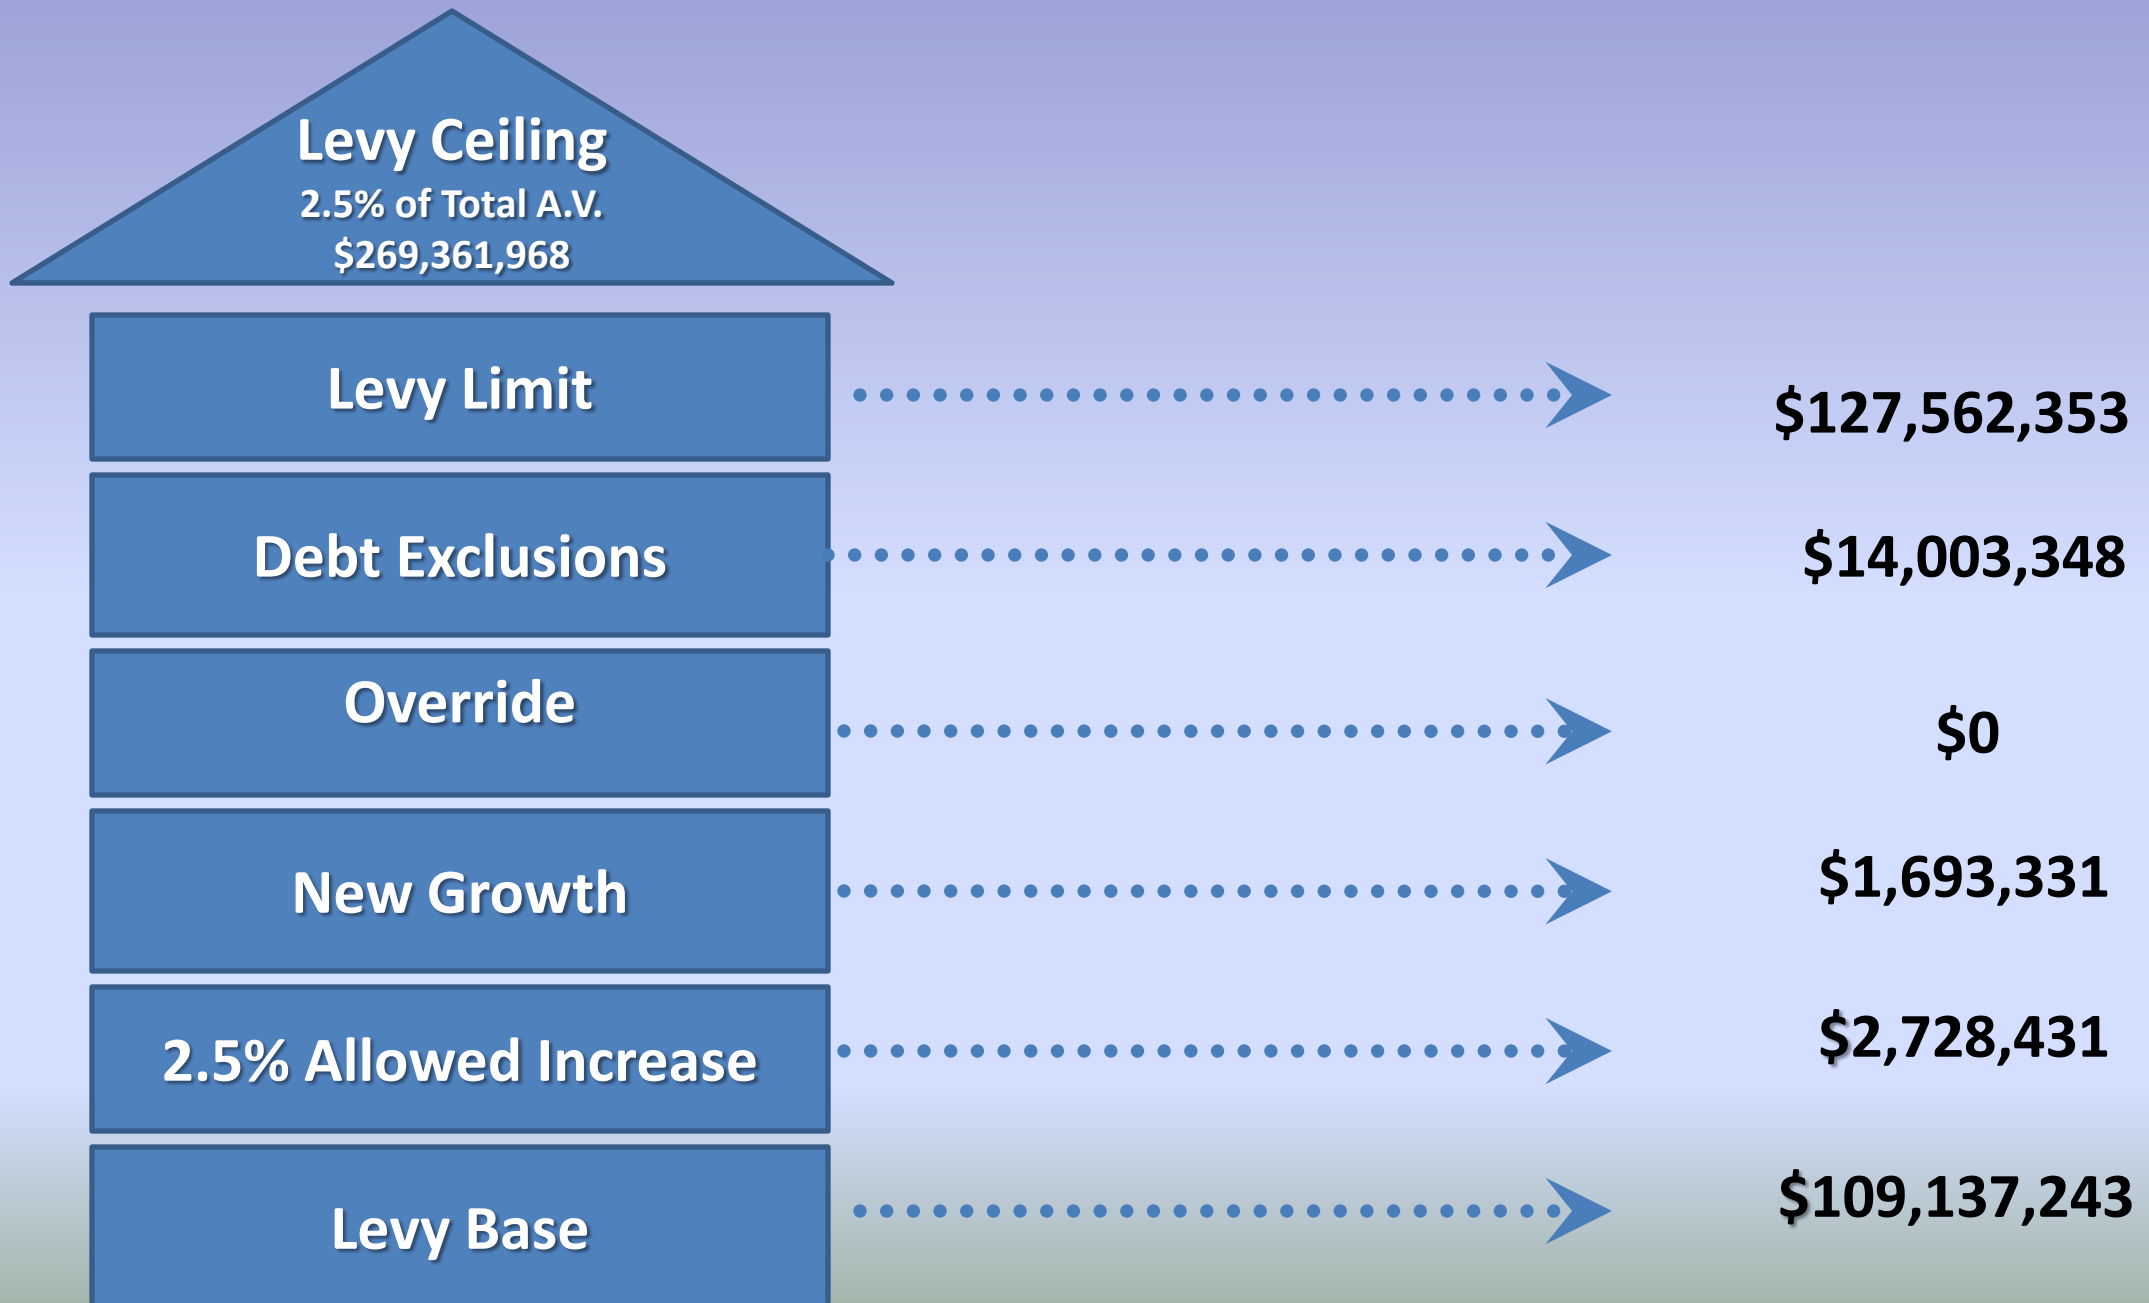 Levy Ceiling
2.5% of Total A.V.
$269,361,968
Levy Limit
$127,562,353
Debt Exclusions
$14,003,348
Override
$0
New Growth
$1,693,331
2.5% Allowed Increase
$2,728,431
Levy Base
$109,137,243